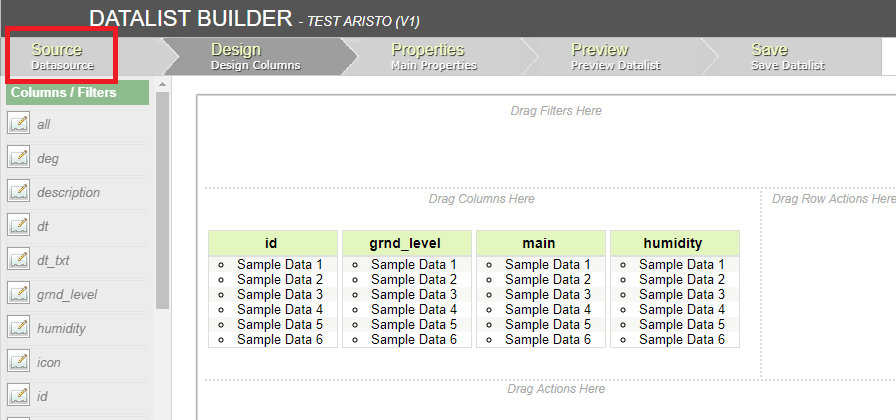 DATALIST BUILDER - TEST ARISTO (V1)
Source
Datasource
Design
Design Columns
Properties
Main Properties
Preview
Preview Datalist
Save
Save Datalist
Columns / Filters
all
deg
description
dt
dt_txt
grnd_level
humidity
icon
id
Drag Filters Here
Drag Columns Here
Drag Row Actions Here
id grnd_level main humidity
Sample Data 1 Sample Data 1 Sample Data 1 Sample Data 1
Sample Data 2 Sample Data 2 Sample Data 2 Sample Data 2
Sample Data 3 Sample Data 3 Sample Data 3 Sample Data 3
Sample Data 4 Sample Data 4 Sample Data 4 Sample Data 4
Sample Data 5 Sample Data 5 Sample Data 5 Sample Data 5
Sample Data 6 Sample Data 6 Sample Data 6 Sample Data 6
Drag Actions Here